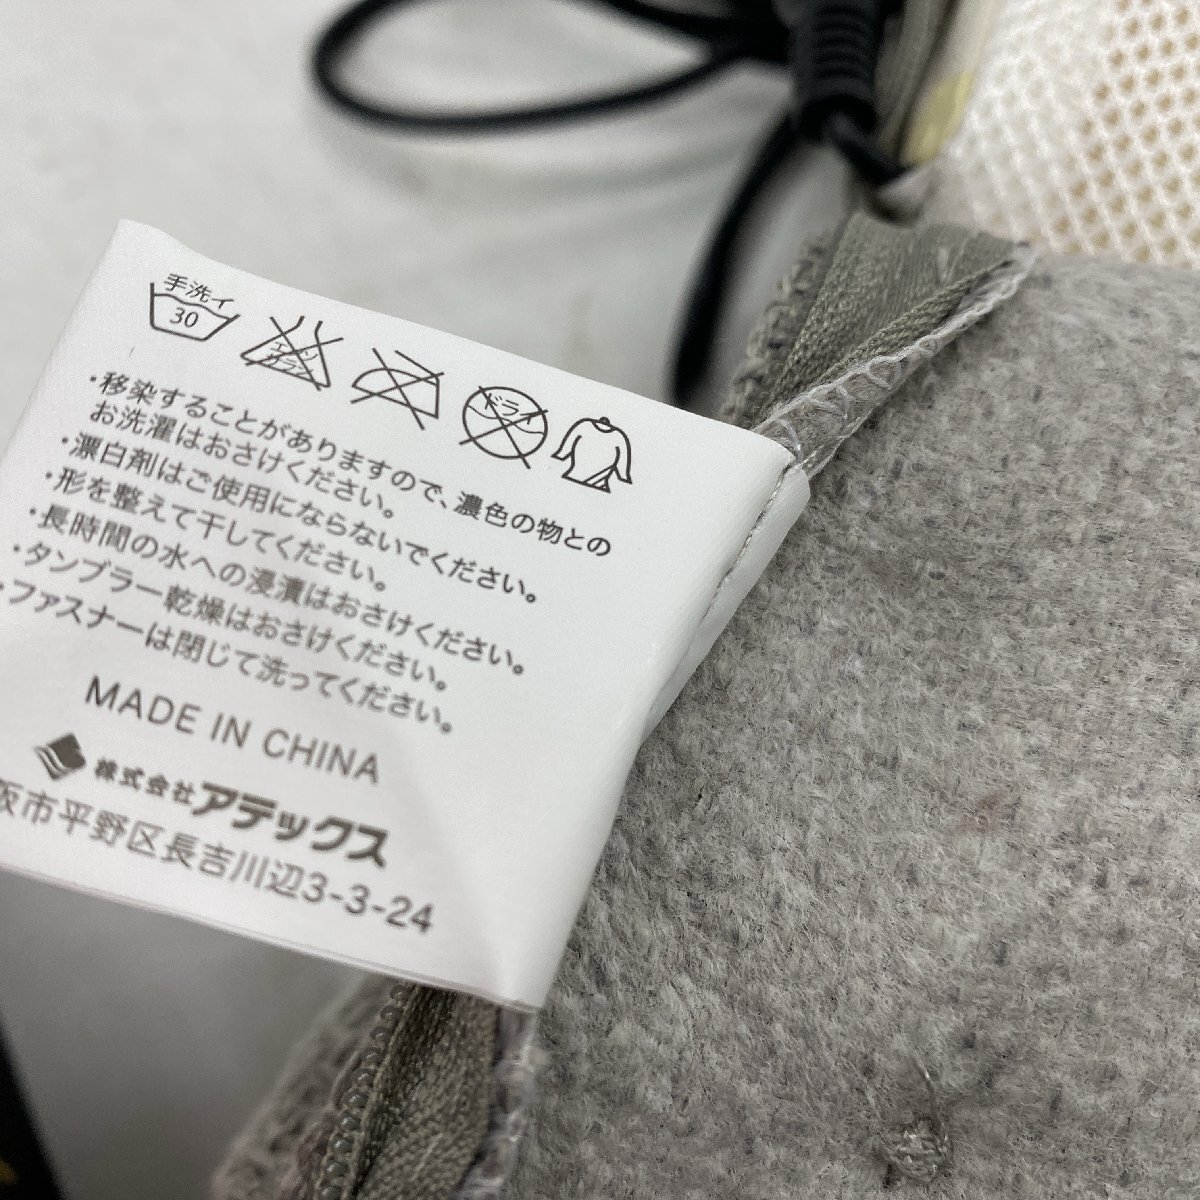 手洗イ
30
エンソ
サラシ
ドライ
・移染することがありますので、濃色の物との
お洗濯はおさけください。
・漂白剤はご使用にならないでください。
・形を整えて干してください。
・長時間の水への浸漬はおさけください。
・タンブラー乾燥はおさけください。
・ファスナーは閉じて洗ってください。
MADE IN CHINA
株式会社アテックス
阪市平野区長吉川辺3-3-24